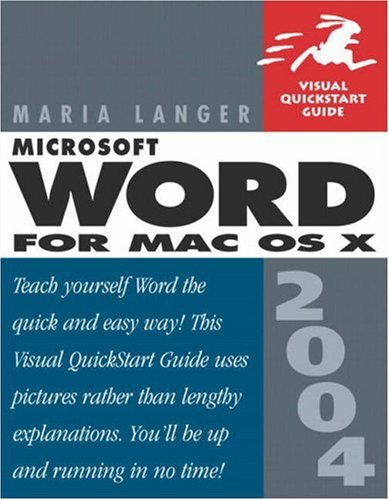 VISUAL
QUICKSTART
GUIDE
MARIA LANGER
MICROSOFT
WORD
FOR MAC OS X
2004
Teach yourself Word the
quick and easy way! This
Visual QuickStart Guide uses
pictures rather than lengthy
explanations. You'll be up
and running in no time!